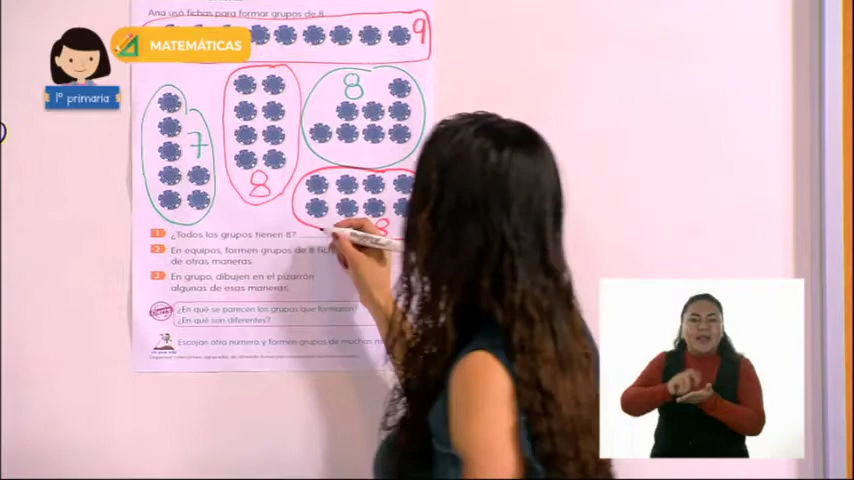 Ana usó fichas para formar grupos de 8.
9
MATEMÁTICAS
1° primaria
8
7
8
8
1 ¿Todos los grupos tienen 8?
2 En equipos, formen grupos de 8
de otras maneras.
3 En grupo, dibujen en el pizarrón
algunas de esas maneras.
¿En qué se parecen los grupos que formaron
¿En qué son diferentes?
Escojan otro número y formen grupos de muchas